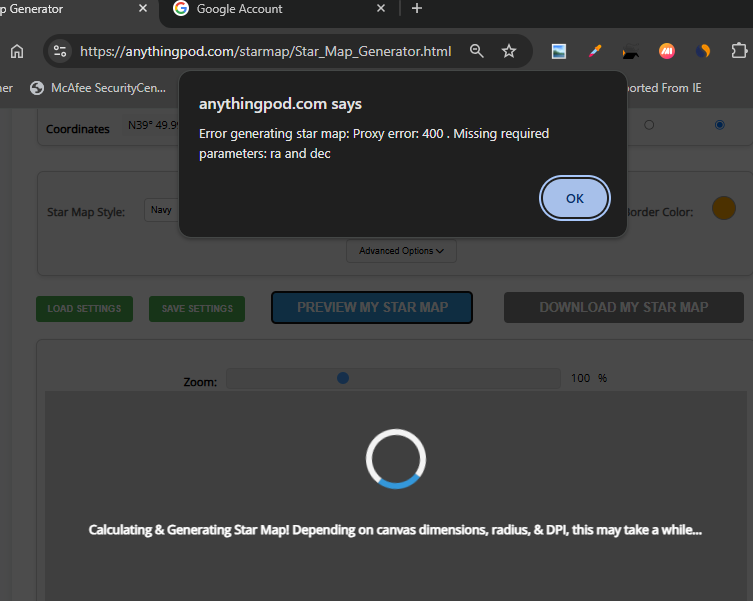 p Generator
Google Account
https://anythingpod.com/starmap/Star_Map_Generator.html
ner
McAfee SecurityCen...
orted From IE
anythingpod.com says
Error generating star map: Proxy error: 400 . Missing required
parameters: ra and dec
OK
Coordinates
N39° 49.9
Star Map Style:
Navy
order Color:
Advanced Options
LOAD SETTINGS
SAVE SETTINGS
PREVIEW MY STAR MAP
DOWNLOAD MY STAR MAP
Zoom:
100 %
Calculating & Generating Star Map! Depending on canvas dimensions, radius, & DPI, this may take a while...